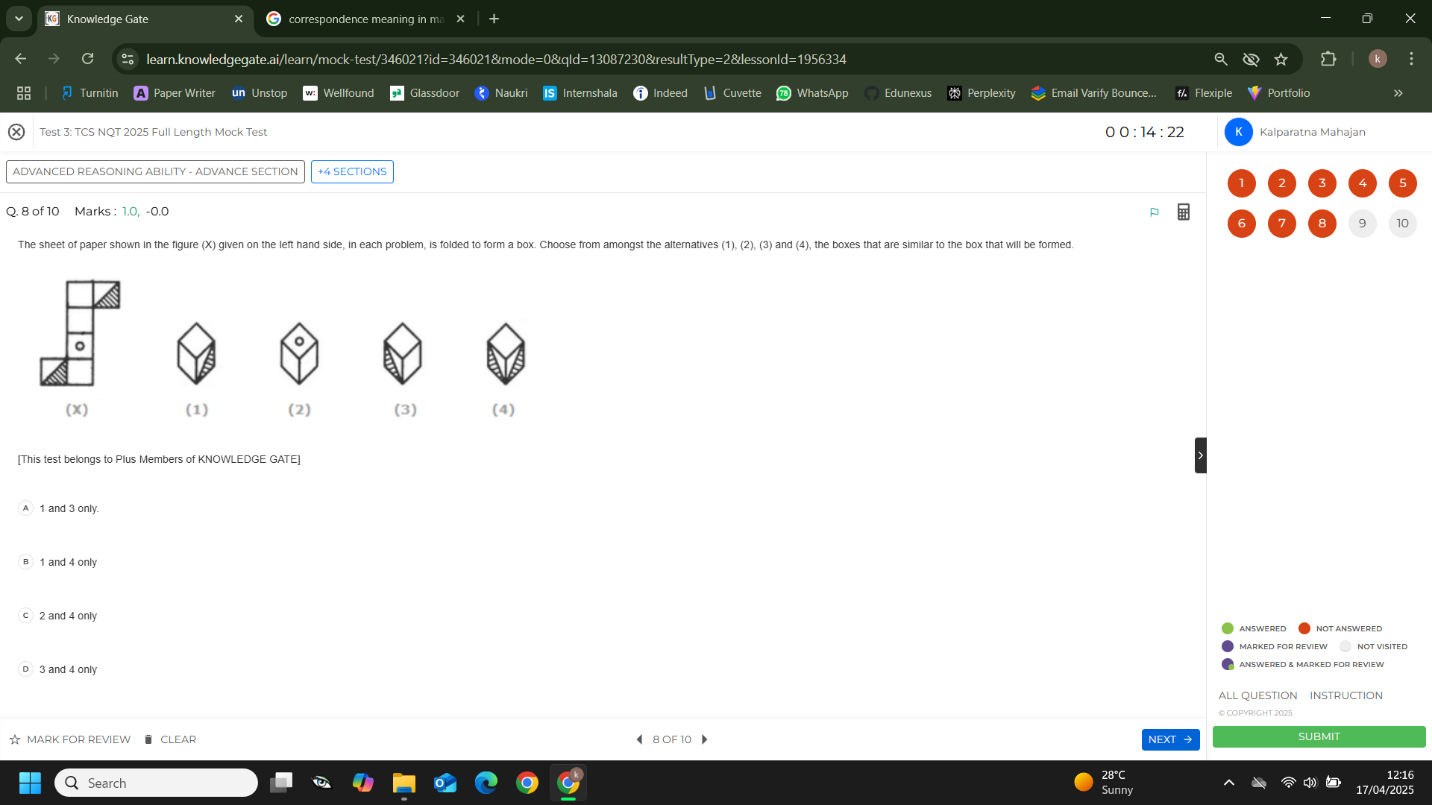 Knowledge Gate
correspondence meaning in ma
learn.knowledgegate.ai/learn/mock-test/346021?id=346021&mode=0&qId=13087230&resultType=2&lessonId=1956334
k
Turnitin
A Paper Writer
un Unstop
w: Wellfound
Glassdoor
Naukri
IS Internshala
Indeed
Cuvette
WhatsApp
Edunexus
Perplexity
Email Varify Bounce...
f/. Flexiple
Portfolio
Test 3: TCS NQT 2025 Full Length Mock Test
00:14:22
K Kalparatna Mahajan
ADVANCED REASONING ABILITY - ADVANCE SECTION
+4 SECTIONS
Q. 8 of 10 Marks : 1.0, -0.0
The sheet of paper shown in the figure (X) given on the left hand side, in each problem, is folded to form a box. Choose from amongst the alternatives (1), (2), (3) and (4), the boxes that are similar to the box that will be formed.
(X) (1) (2) (3) (4)
[This test belongs to Plus Members of KNOWLEDGE GATE]
A 1 and 3 only.
B 1 and 4 only
C 2 and 4 only
D 3 and 4 only
1 2 3 4 5
6 7 8 9 10
ANSWERED NOT ANSWERED
MARKED FOR REVIEW NOT VISITED
ANSWERED & MARKED FOR REVIEW
ALL QUESTION INSTRUCTION
© COPYRIGHT 2025
SUBMIT
MARK FOR REVIEW CLEAR
8 OF 10
NEXT
Search
28°C
Sunny
12:16
17/04/2025